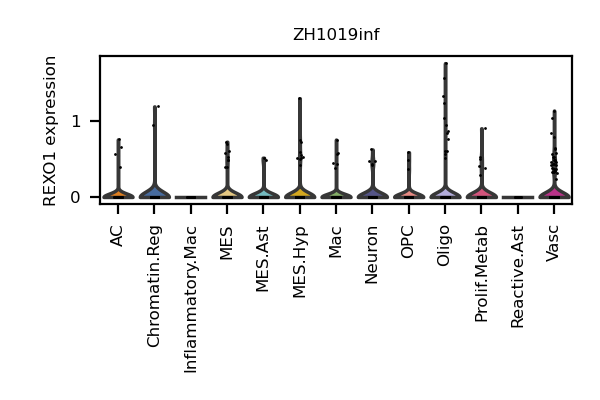 ZH1019inf
REXO1 expression
1
0
AC
Chromatin.Reg
Inflammatory.Mac
MES
MES.Ast
MES.Hyp
Mac
Neuron
OPC
Oligo
Prolif.Metab
Reactive.Ast
Vasc